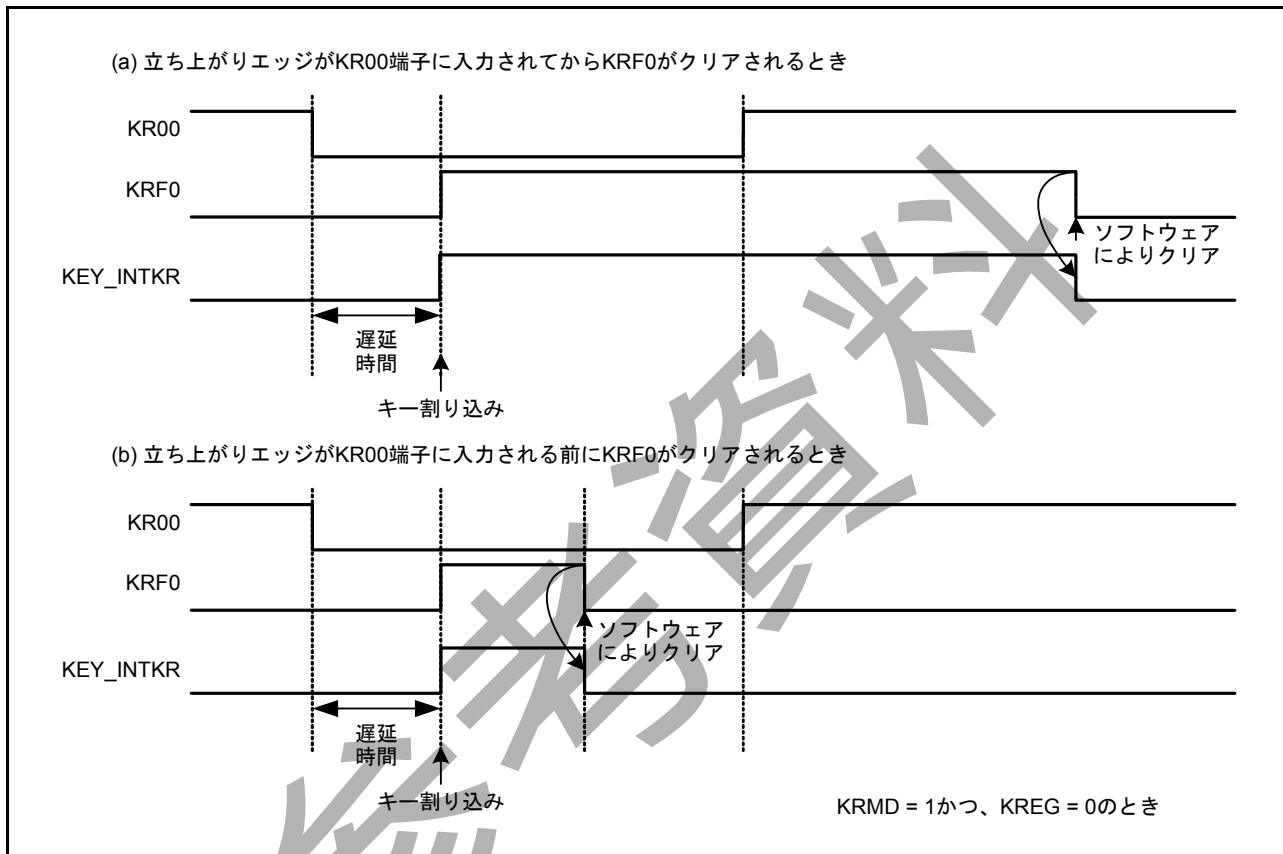 (a) 立ち上がりエッジがKR00端子に入力されてからKRF0がクリアされるとき
KR00
KRF0
ソフトウェア
によりクリア
KEY_INTKR
遅延
時間
キー割り込み
(b) 立ち上がりエッジがKR00端子に入力される前にKRF0がクリアされるとき
KR00
KRF0
ソフトウェア
によりクリア
KEY_INTKR
遅延
時間
キー割り込み
KRMD = 1かつ、KREG = 0のとき
参考資料